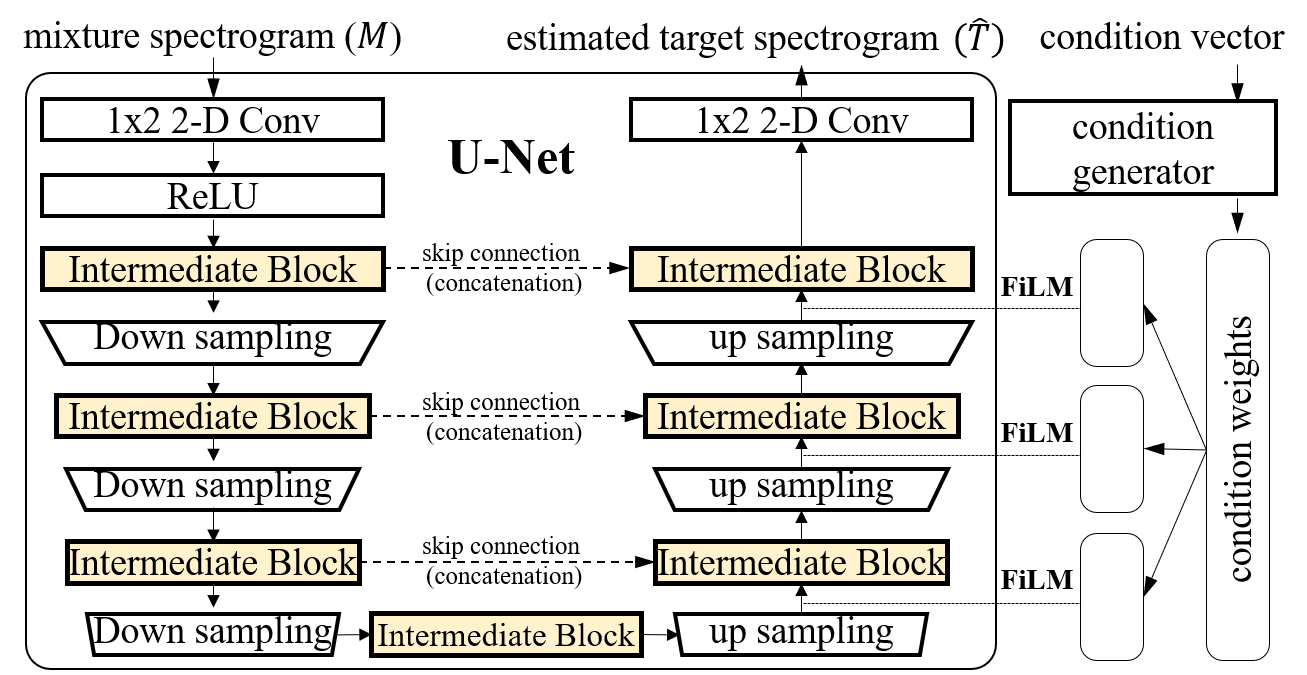 mixture spectrogram (M)
estimated target spectrogram (T̂)
condition vector
1x2 2-D Conv
1x2 2-D Conv
condition
generator
U-Net
ReLU
Intermediate Block
skip connection
(concatenation)
Intermediate Block
FiLM
Down sampling
up sampling
Intermediate Block
skip connection
(concatenation)
Intermediate Block
FiLM
condition weights
Down sampling
up sampling
Intermediate Block
skip connection
(concatenation)
Intermediate Block
FiLM
Down sampling
Intermediate Block
up sampling